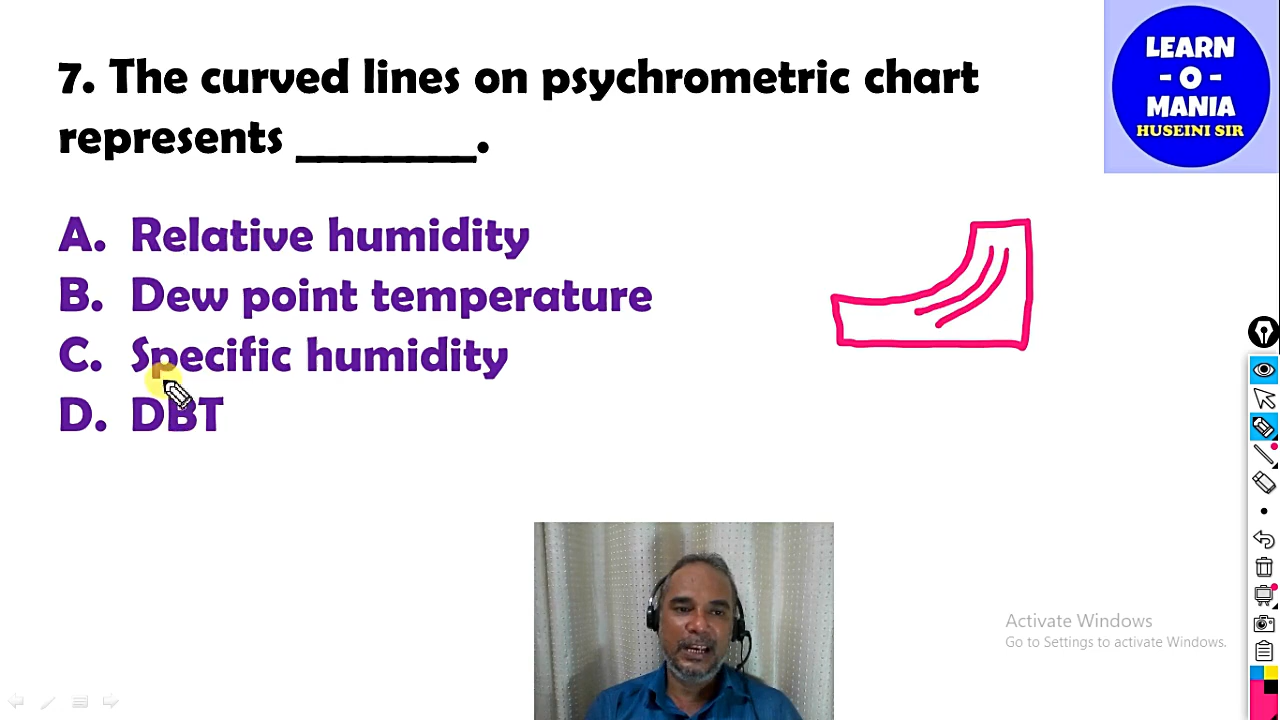 7. The curved lines on psychrometric chart
represents ________.
A. Relative humidity
B. Dew point temperature
C. Specific humidity
D. DBT
LEARN
- O -
MANIA
HUSEINI SIR
Activate Windows
Go to Settings to activate Windows.